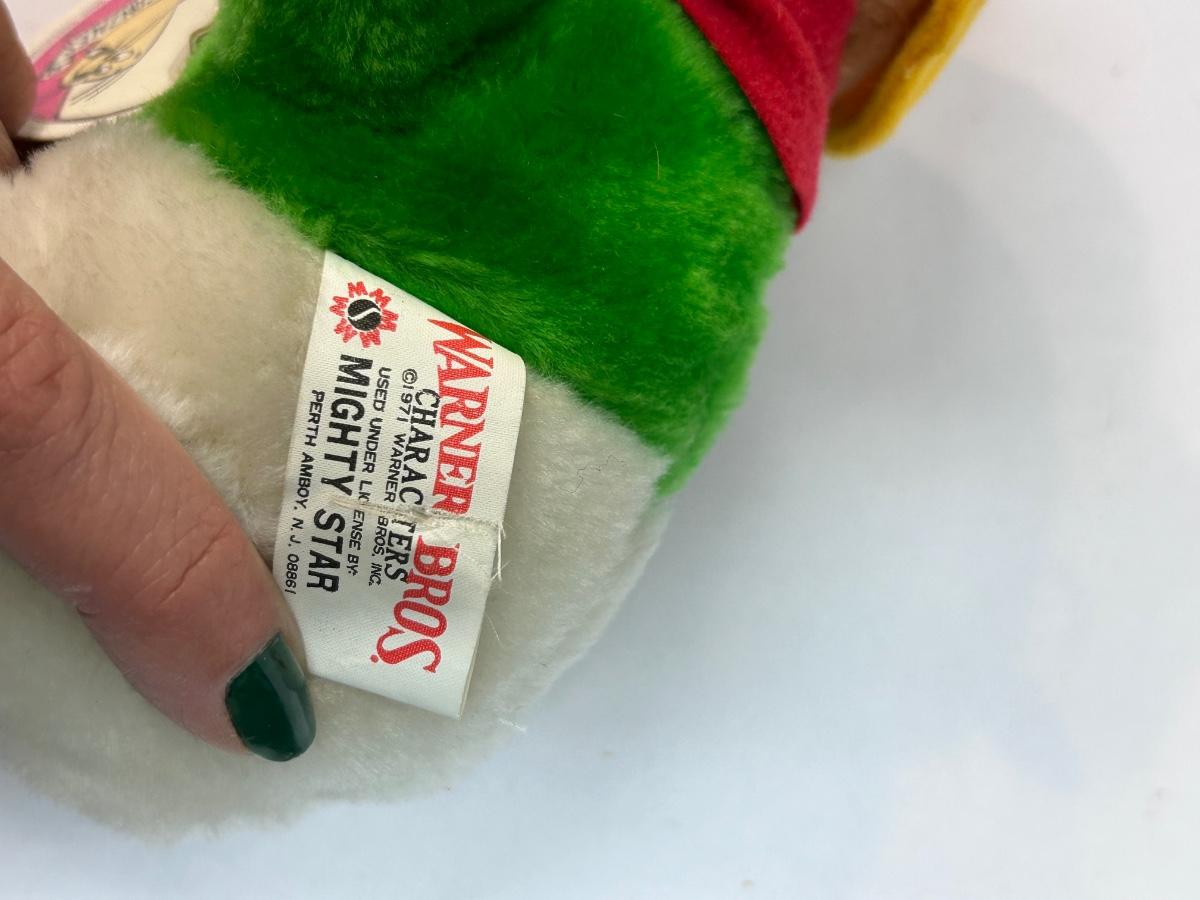 WARNER BROS.
CHARACTERS
©1971 WARNER BROS, INC.
USED UNDER LICENSE BY:
MIGHTY STAR
PERTH AMBOY, N.J. 08861